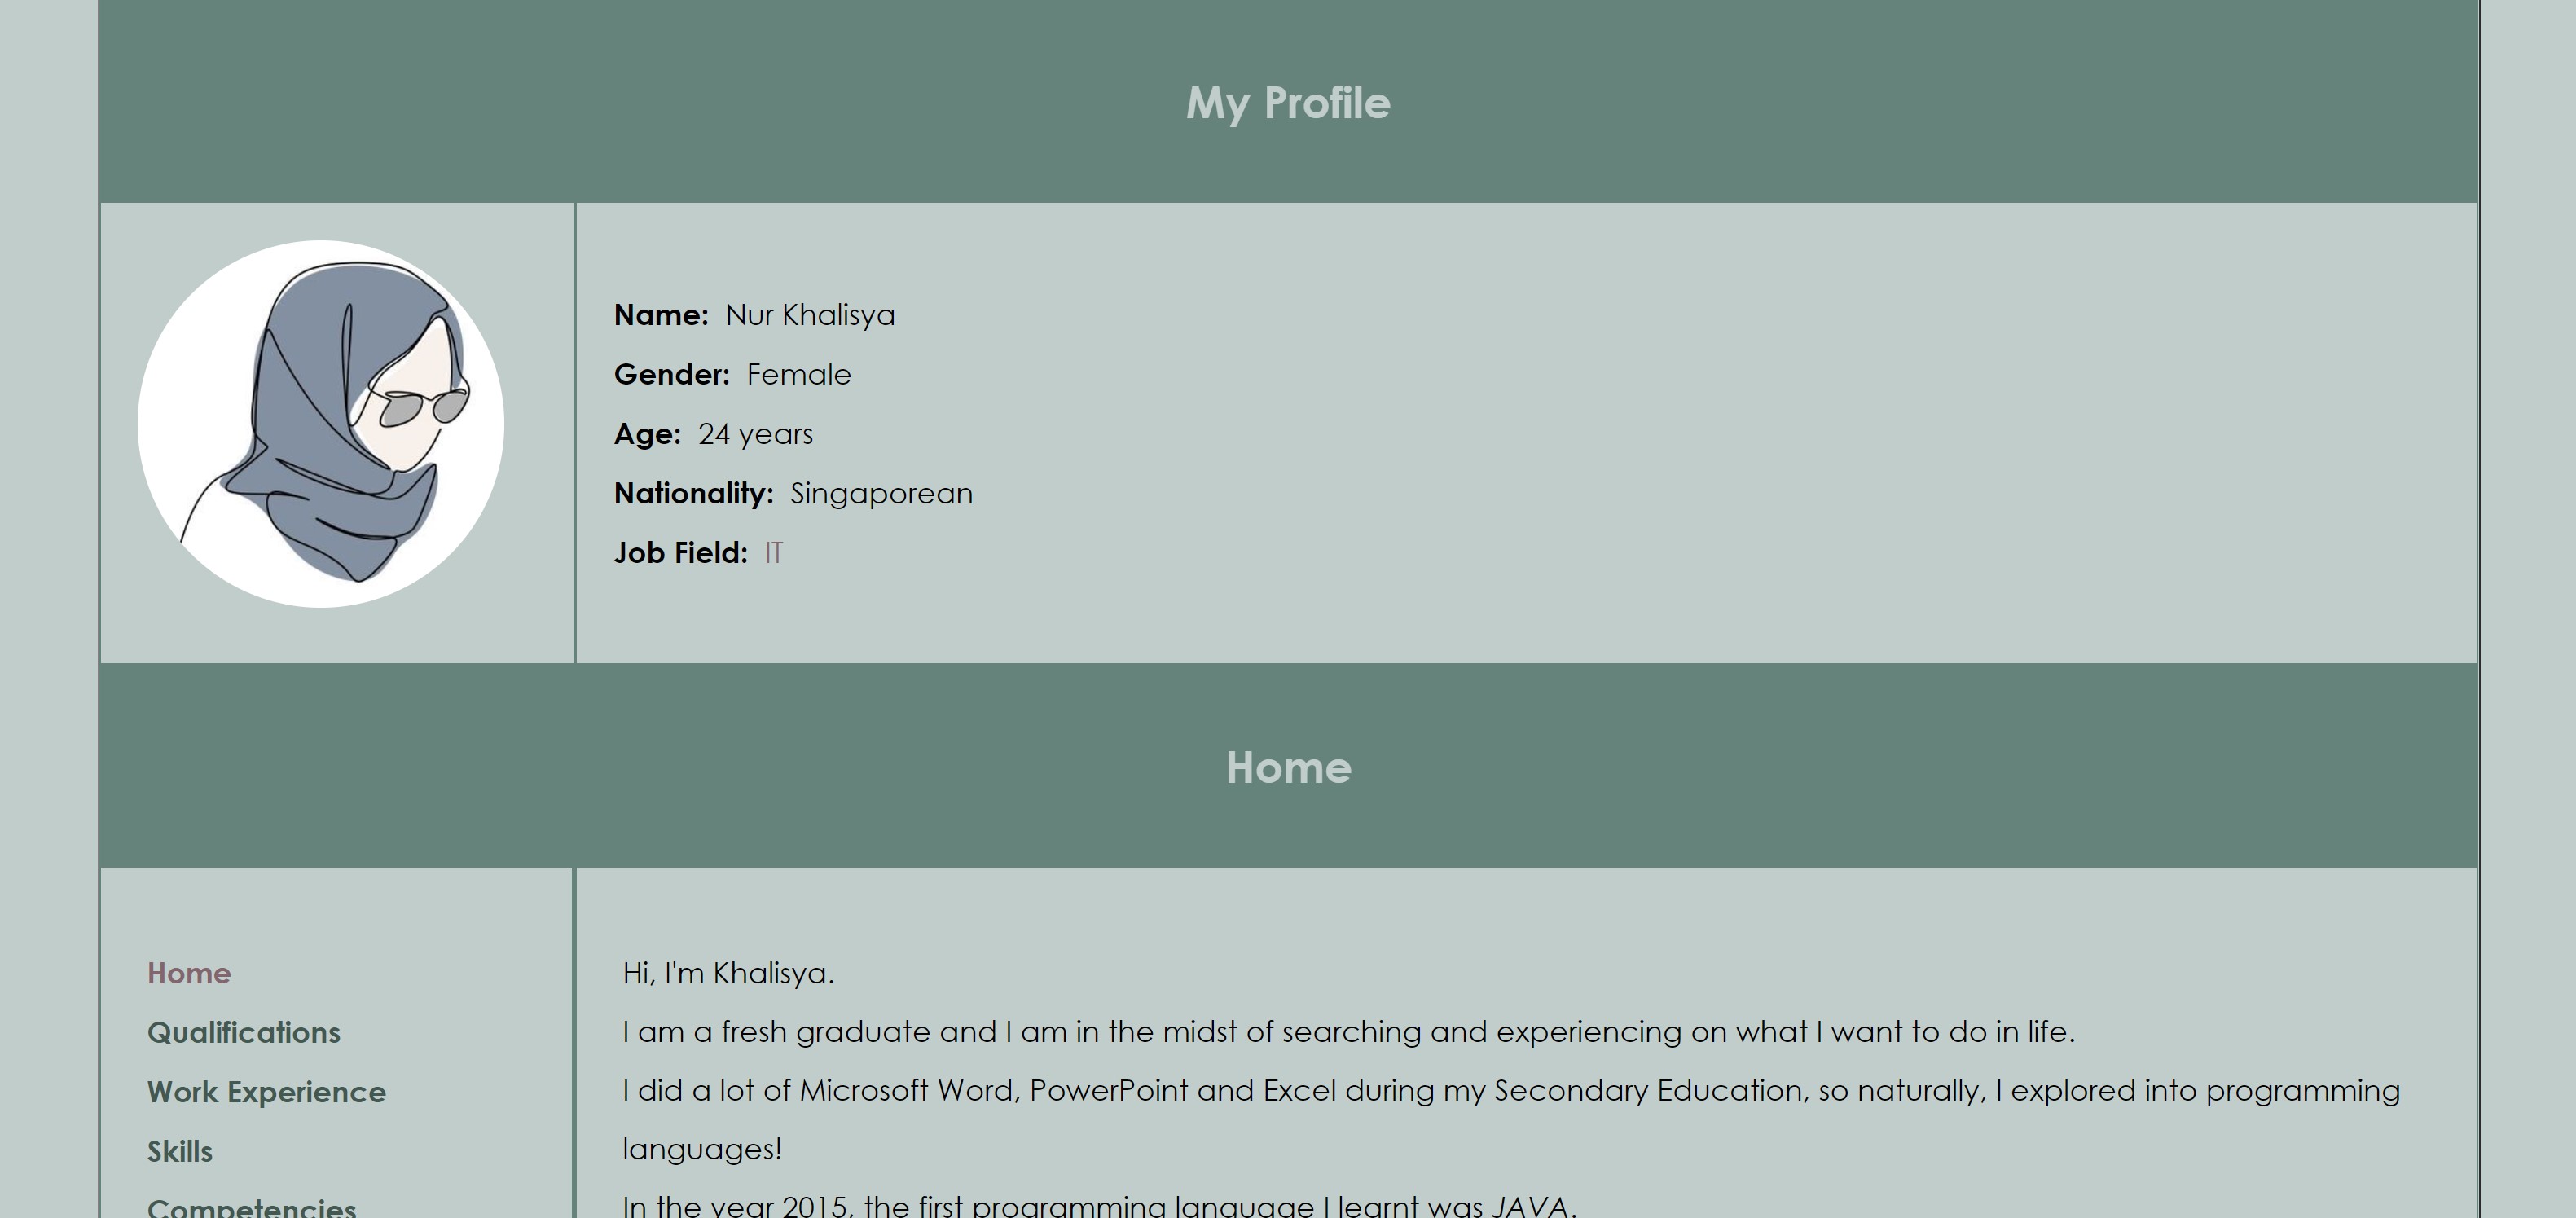 My Profile
Name: Nur Khalisya
Gender: Female
Age: 24 years
Nationality: Singaporean
Job Field: IT
Home
Home
Qualifications
Work Experience
Skills
Competencies
Hi, I'm Khalisya.
I am a fresh graduate and I am in the midst of searching and experiencing on what I want to do in life.
I did a lot of Microsoft Word, PowerPoint and Excel during my Secondary Education, so naturally, I explored into programming
languages!
In the year 2015, the first programming language I learnt was JAVA.